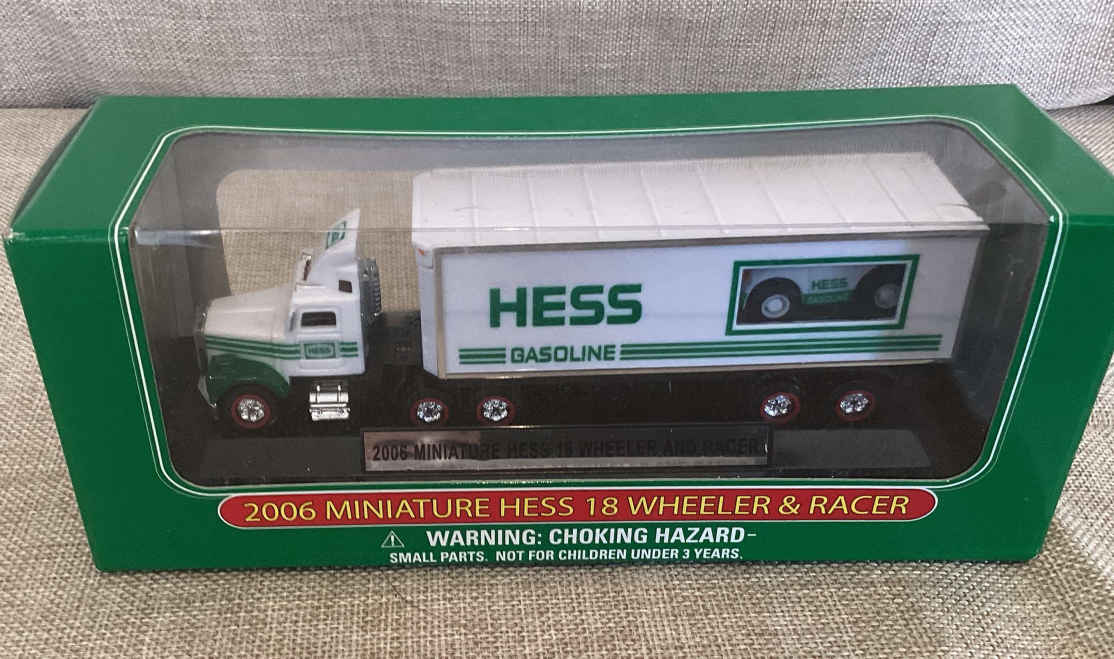 HESS
HESS
GASOLINE
HESS
GASOLINE
2006 MINIATURE HESS 18 WHEELER AND RACER
2006 MINIATURE HESS 18 WHEELER & RACER
WARNING: CHOKING HAZARD–
SMALL PARTS. NOT FOR CHILDREN UNDER 3 YEARS.